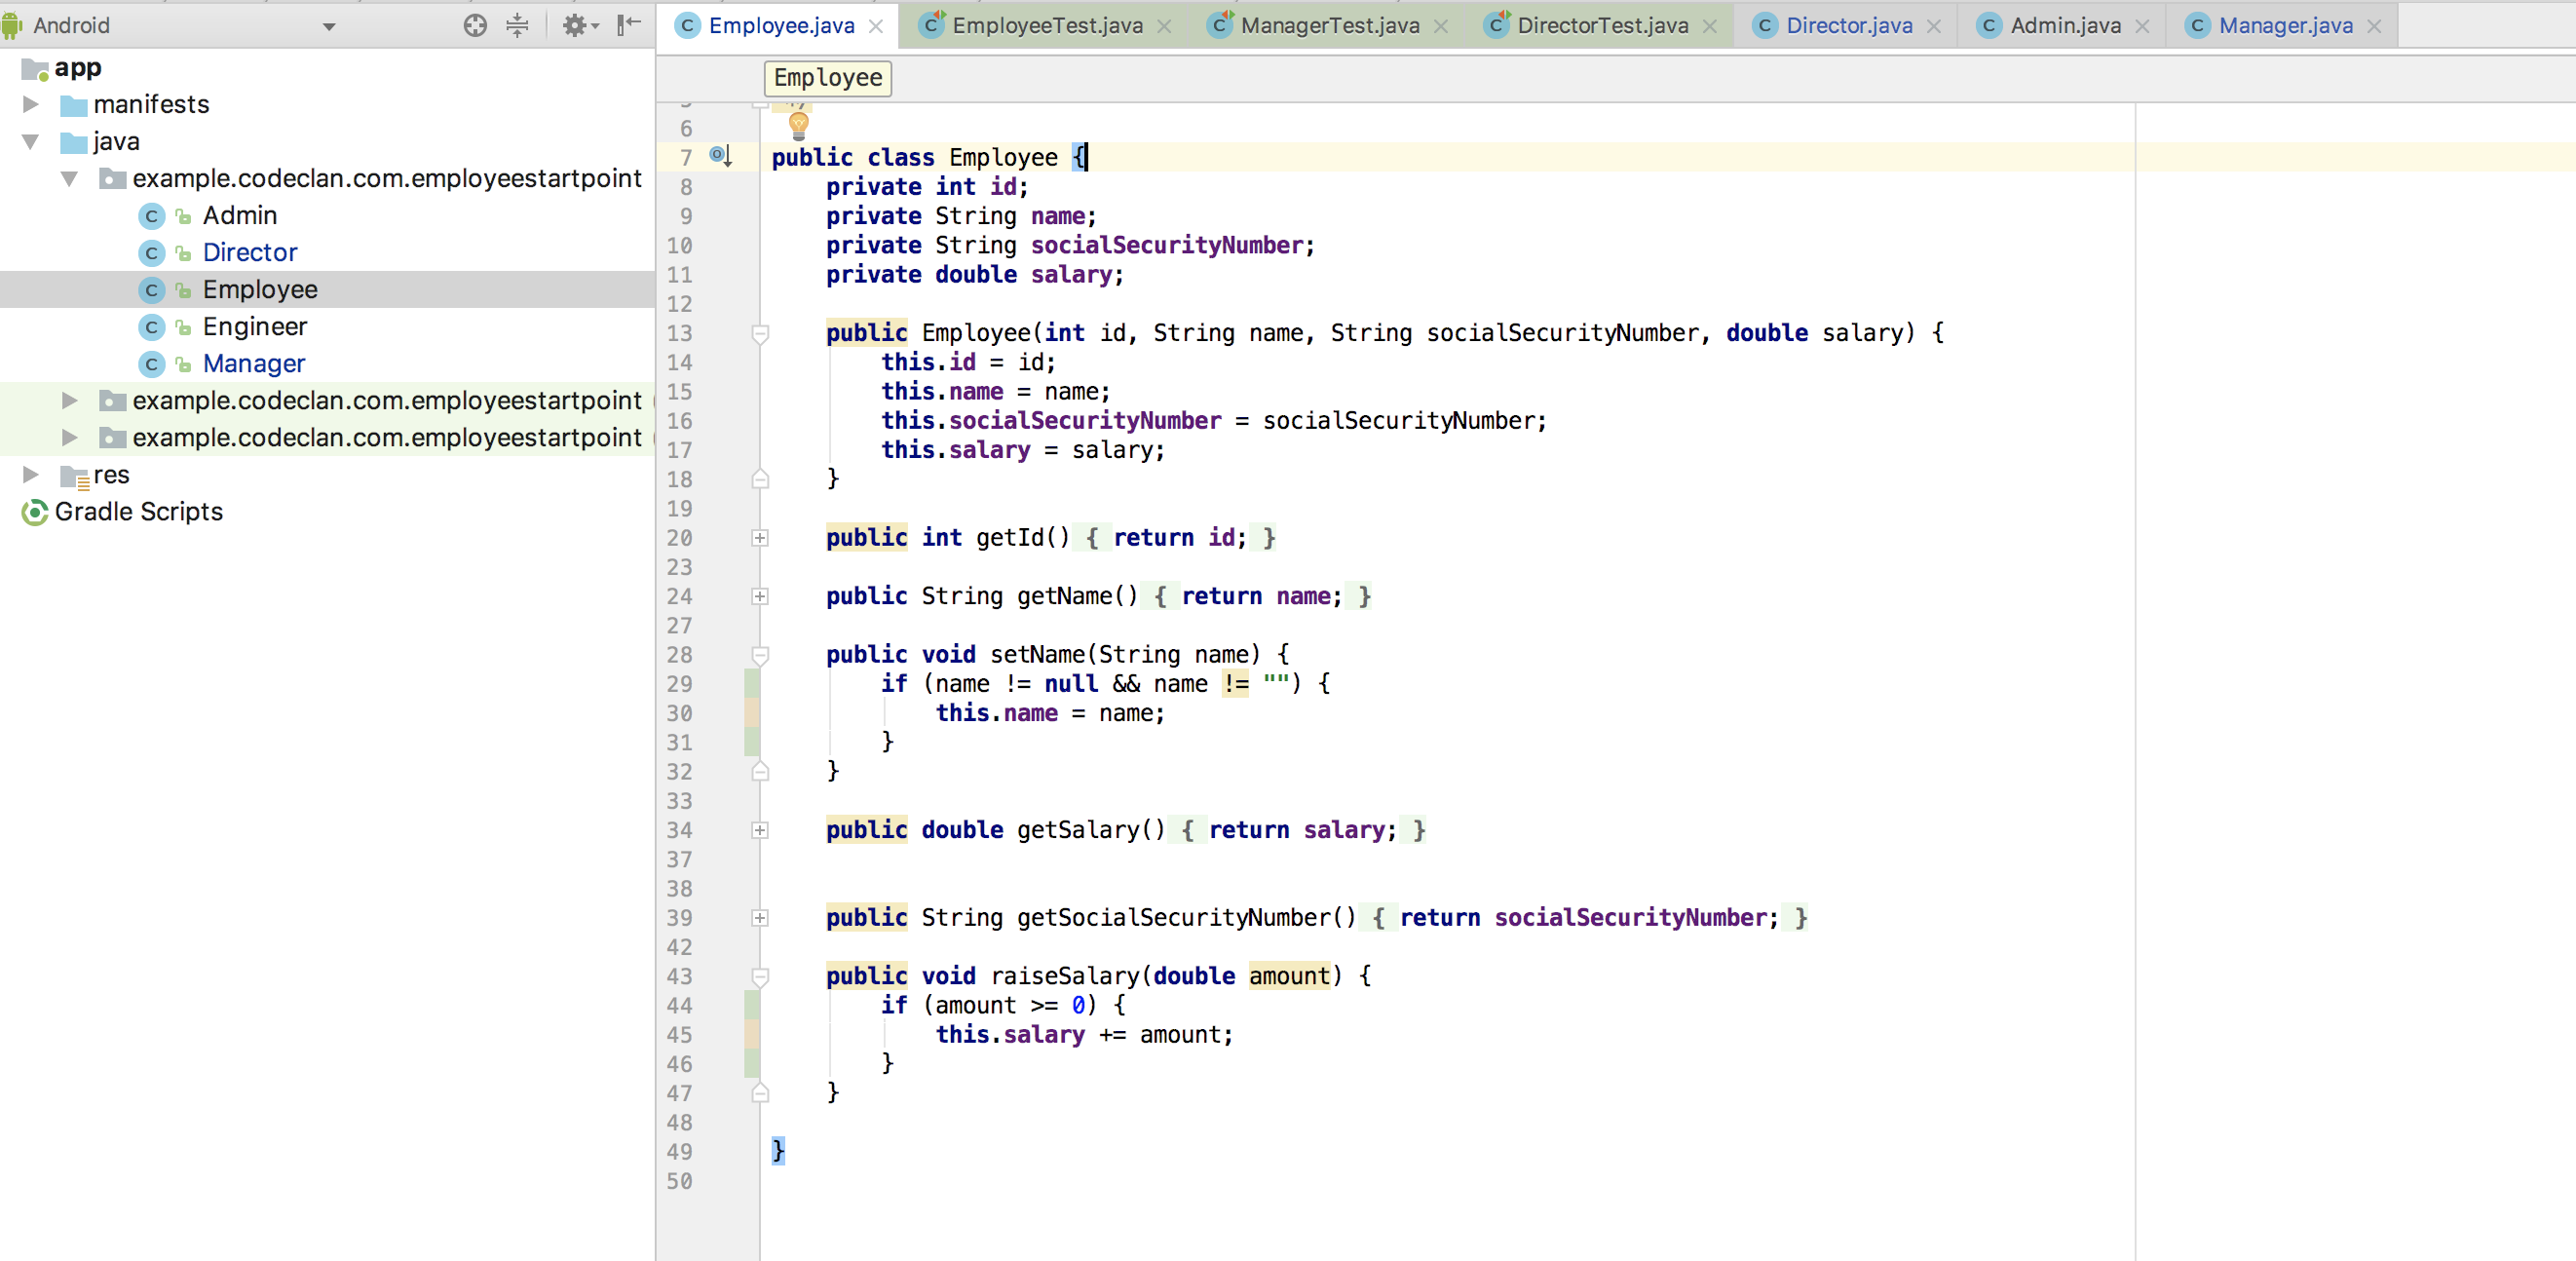 Android
Employee.java
EmployeeTest.java
ManagerTest.java
DirectorTest.java
Director.java
Admin.java
Manager.java
app
manifests
java
example.codeclan.com.employeestartpoint
Admin
Director
Employee
Engineer
Manager
example.codeclan.com.employeestartpoint
example.codeclan.com.employeestartpoint
res
Gradle Scripts
Employee
6
7 public class Employee {
8 private int id;
9 private String name;
10 private String socialSecurityNumber;
11 private double salary;
12
13 public Employee(int id, String name, String socialSecurityNumber, double salary) {
14 this.id = id;
15 this.name = name;
16 this.socialSecurityNumber = socialSecurityNumber;
17 this.salary = salary;
18 }
19
20 public int getId() { return id; }
23
24 public String getName() { return name; }
27
28 public void setName(String name) {
29 if (name != null && name != "") {
30 this.name = name;
31 }
32 }
33
34 public double getSalary() { return salary; }
37
38
39 public String getSocialSecurityNumber() { return socialSecurityNumber; }
42
43 public void raiseSalary(double amount) {
44 if (amount >= 0) {
45 this.salary += amount;
46 }
47 }
48
49 }
50